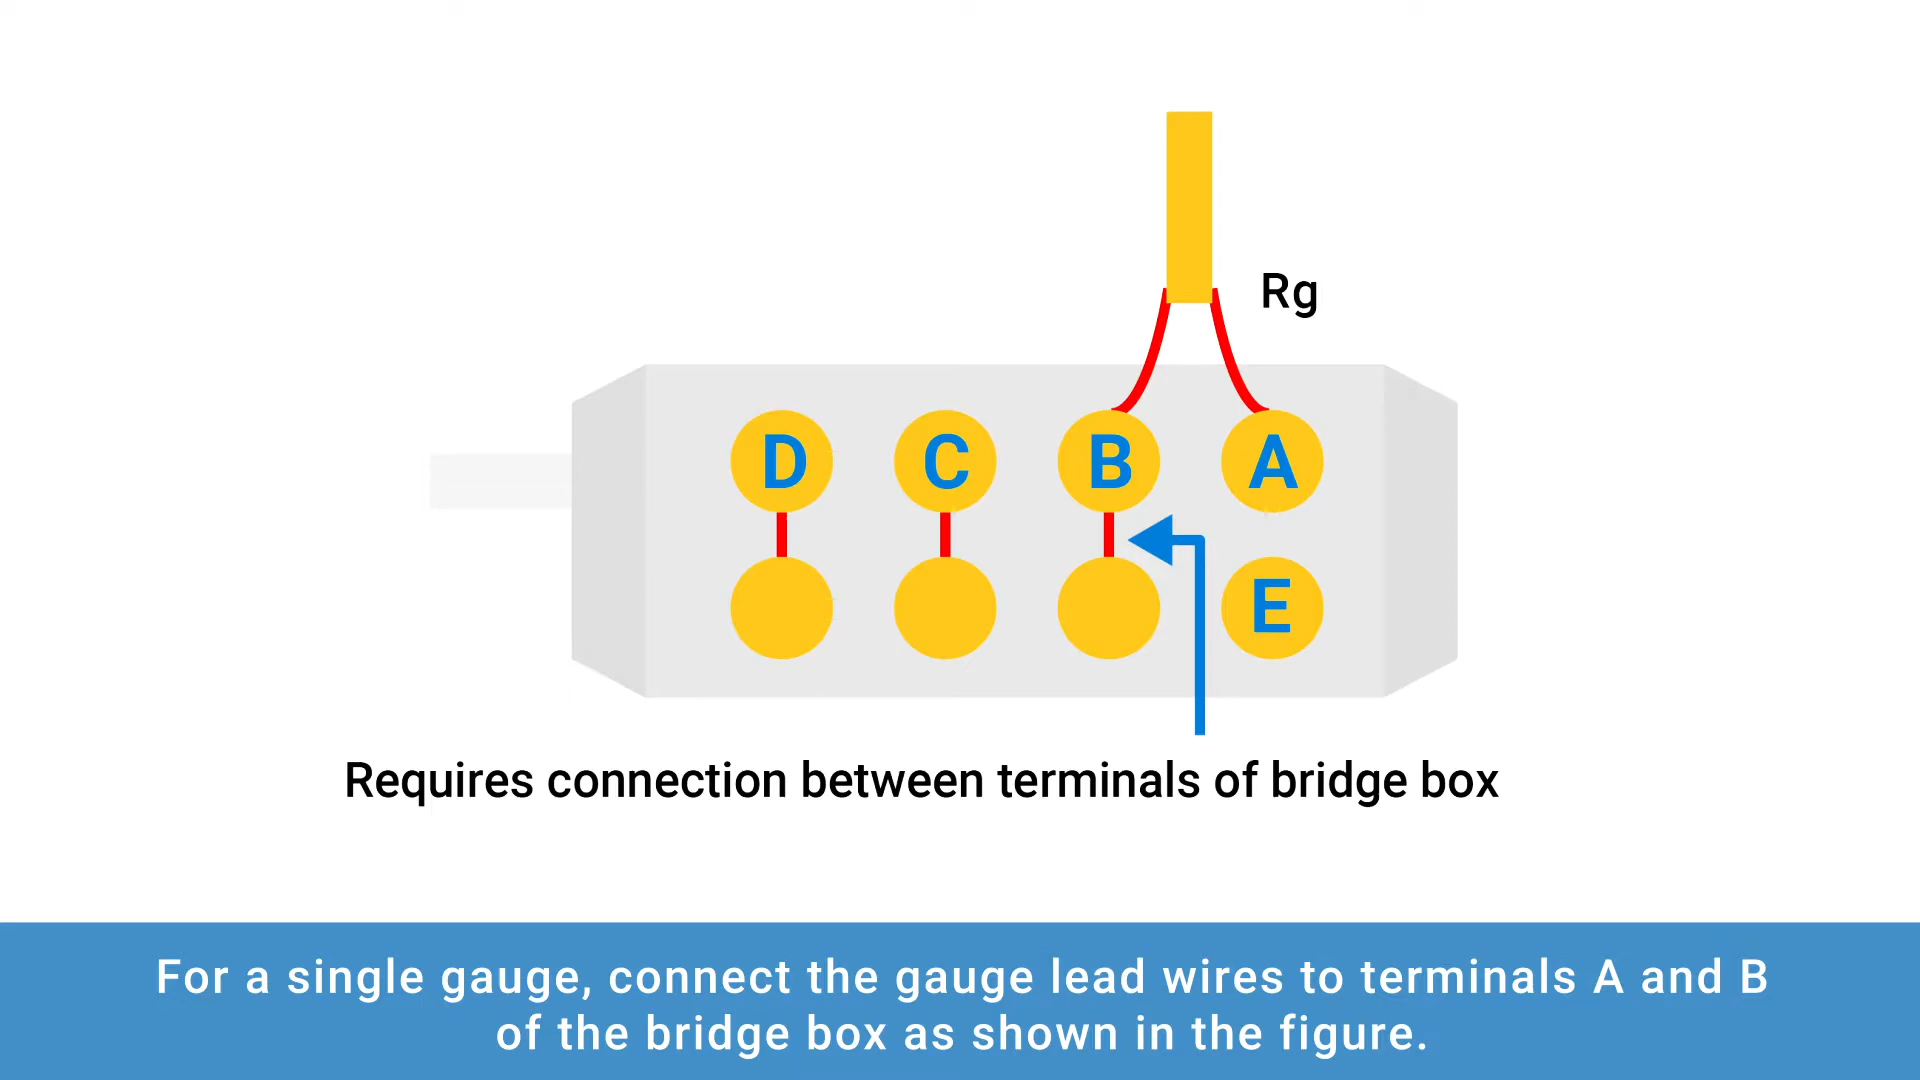 Rg
D C B A
E
Requires connection between terminals of bridge box
For a single gauge, connect the gauge lead wires to terminals A and B
of the bridge box as shown in the figure.